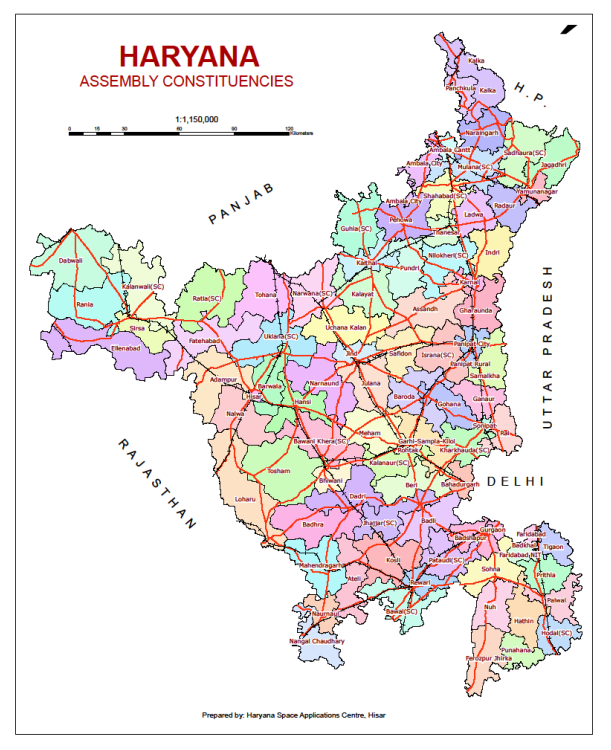 HARYANA
ASSEMBLY CONSTITUENCIES
1:1,150,000
0 15 30 60 90 120
Kilometers
PANJAB
H.P.
UTTAR PRADESH
DELHI
RAJASTHAN
Kalka
Panchkula
Kalka
Naraingarh
Ambala Cantt
Sadhaura(SC)
Ambala City
Mulana(SC)
Jagadhri
Yamunanagar
Shahabad(SC)
Ambala City
Radaur
Ladwa
Pehowa
Guhla(SC)
Thanesar
Indri
Nilokheri(SC)
Kaithal
Pundri
Karnal
Dabwali
Kalanwali(SC)
Rania
Sirsa
Ellenabad
Ratia(SC)
Tohana
Narwana(SC)
Kalayat
Assandh
Gharaunda
Fatehabad
Uklana(SC)
Uchana Kalan
Panipat City
Jind
Safidon
Israna(SC)
Panipat Rural
Samalkha
Adampur
Barwala
Narnaund
Julana
Baroda
Ganaur
Hisar
Hansi
Gohana
Nalwa
Sonipat
Rai
Meham
Bawani Khera(SC)
Garhi-Sampla-Kiloi
Rohtak
Kharkhauda(SC)
Kalanaur(SC)
Tosham
Bhiwani
Beri
Bahadurgarh
Loharu
Dadri
Badhra
Jhajjar(SC)
Badli
Gurgaon
Badshapur
Faridabad
Badkhal
Tigaon
Faridabad NIT
Kosli
Pataudi(SC)
Mahendragarh
Sohna
Prithla
Ateli
Rewari
Palwal
Narnaul
Bawal(SC)
Nuh
Hathin
Hodal(SC)
Nangal Chaudhary
Punahana
Ferozpur Jhirka
Prepared by: Haryana Space Applications Centre, Hisar